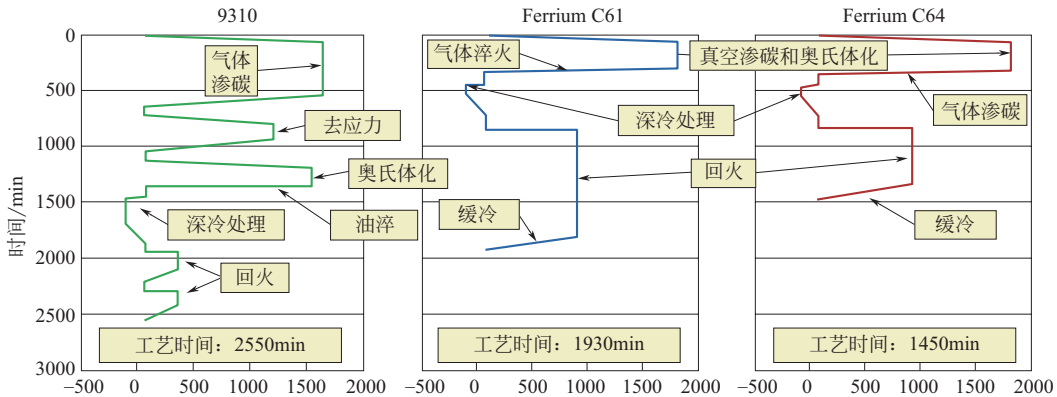 9310
Ferrium C61
Ferrium C64
时间/min
0
500
1000
1500
2000
2500
3000
气体
渗碳
去应力
奥氏体化
深冷处理
油淬
回火
工艺时间：2550min
-500 0 500 1000 1500 2000
气体淬火
真空渗碳和奥氏体化
深冷处理
气体渗碳
回火
缓冷
缓冷
工艺时间：1930min
0 500 1000 1500 2000
工艺时间：1450min
-500 0 500 1000 1500 2000